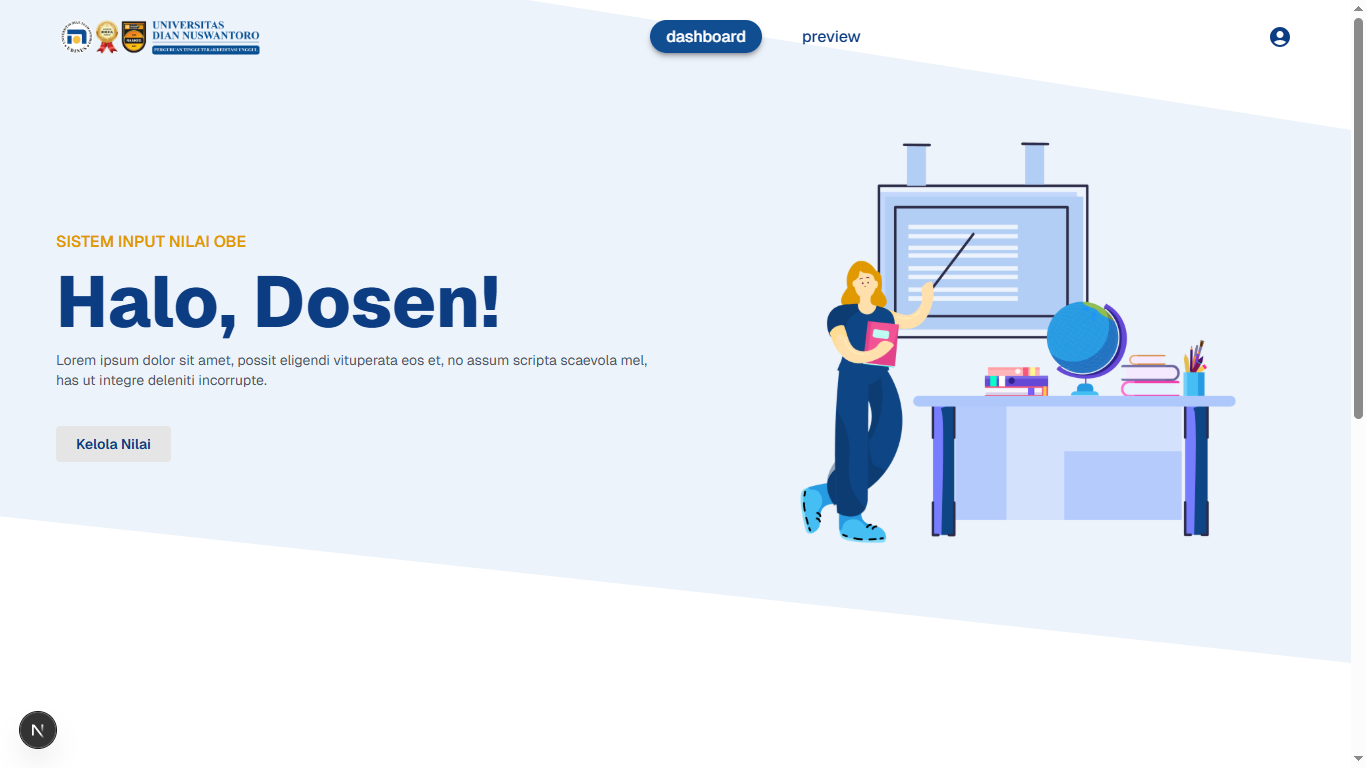 UNIVERSITAS
DIAN NUSWANTORO
PERGURUAN TINGGI TERAKREDITASI UNGGUL
dashboard
preview
SISTEM INPUT NILAI OBE
Halo, Dosen!
Lorem ipsum dolor sit amet, possit eligendi vituperata eos et, no assum scripta scaevola mel,
has ut integre deleniti incorrupte.
Kelola Nilai
N